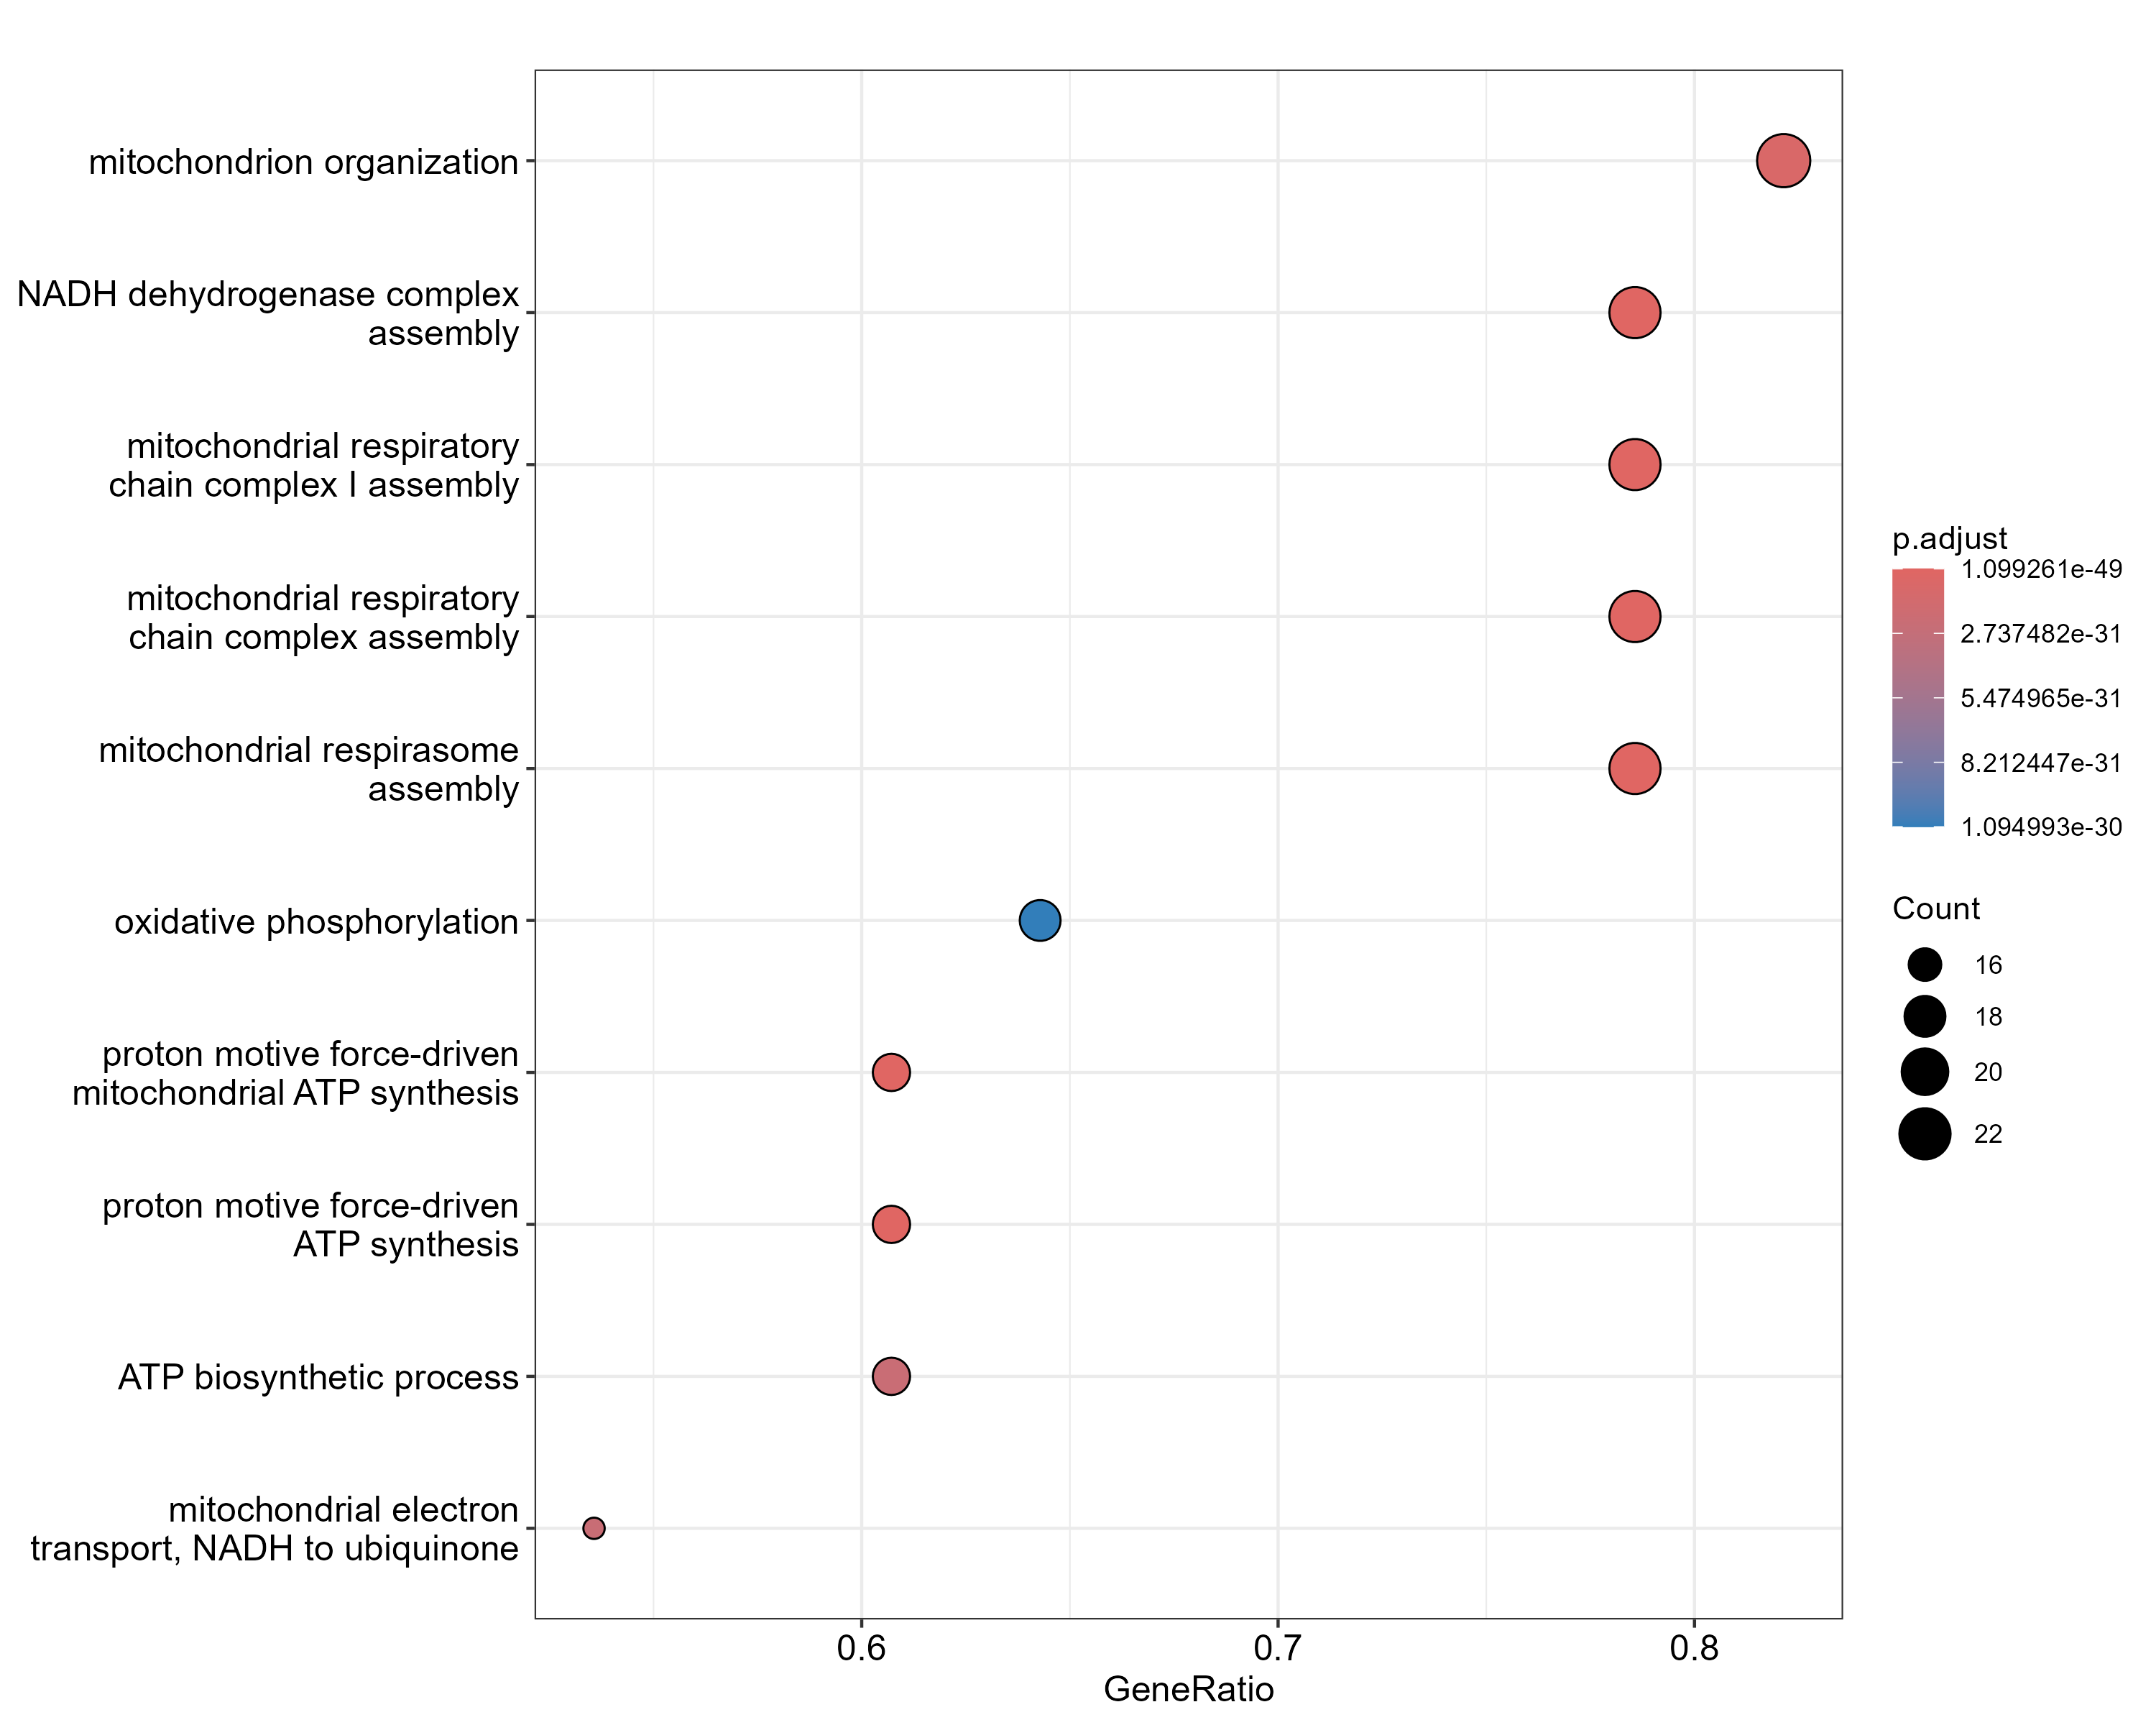 mitochondrion organization
NADH dehydrogenase complex
assembly
mitochondrial respiratory
chain complex I assembly
mitochondrial respiratory
chain complex assembly
mitochondrial respirasome
assembly
oxidative phosphorylation
proton motive force-driven
mitochondrial ATP synthesis
proton motive force-driven
ATP synthesis
ATP biosynthetic process
mitochondrial electron
transport, NADH to ubiquinone
0.6
0.7
0.8
GeneRatio
p.adjust
1.099261e-49
2.737482e-31
5.474965e-31
8.212447e-31
1.094993e-30
Count
16
18
20
22